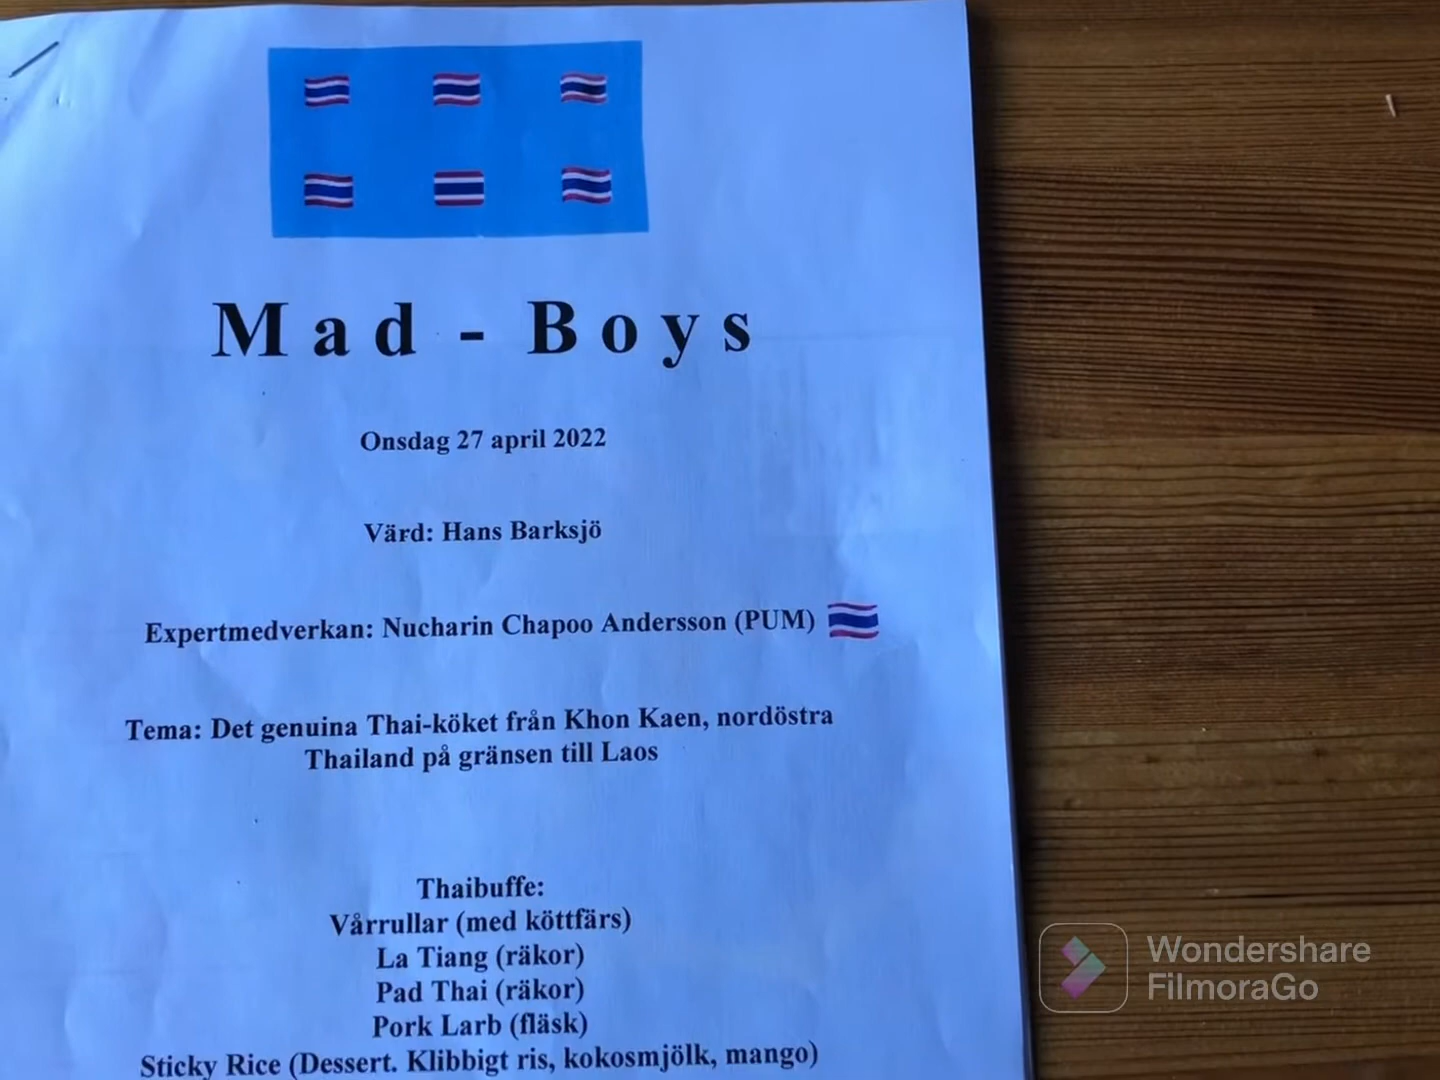 Mad - Boys
Onsdag 27 april 2022
Värd: Hans Barksjö
Expertmedverkan: Nucharin Chapoo Andersson (PUM)
Tema: Det genuina Thai-köket från Khon Kaen, nordöstra
Thailand på gränsen till Laos
Thaibuffe:
Vårrullar (med köttfärs)
La Tiang (räkor)
Pad Thai (räkor)
Pork Larb (fläsk)
Sticky Rice (Dessert. Klibbigt ris, kokosmjölk, mango)
Wondershare
FilmoraGo